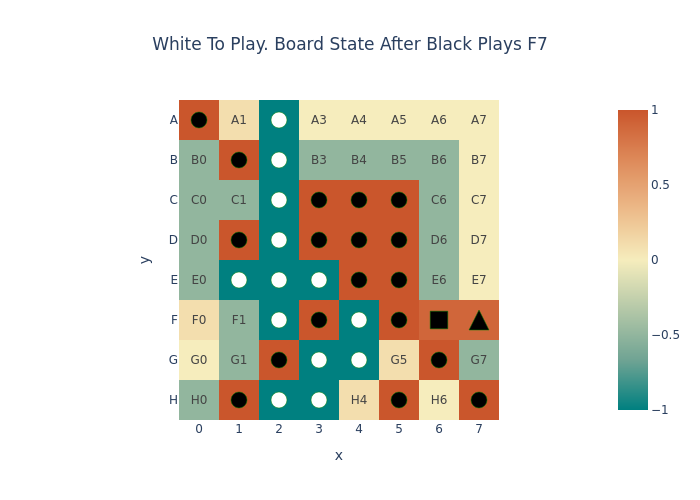 White To Play. Board State After Black Plays F7
A A1 A3 A4 A5 A6 A7
B B0 B3 B4 B5 B6 B7
C C0 C1 C6 C7
D D0 D6 D7
E E0 E6 E7
F F0 F1
G G0 G1 G5 G7
H H0 H4 H6
0 1 2 3 4 5 6 7
x
y
1
0.5
0
−0.5
−1